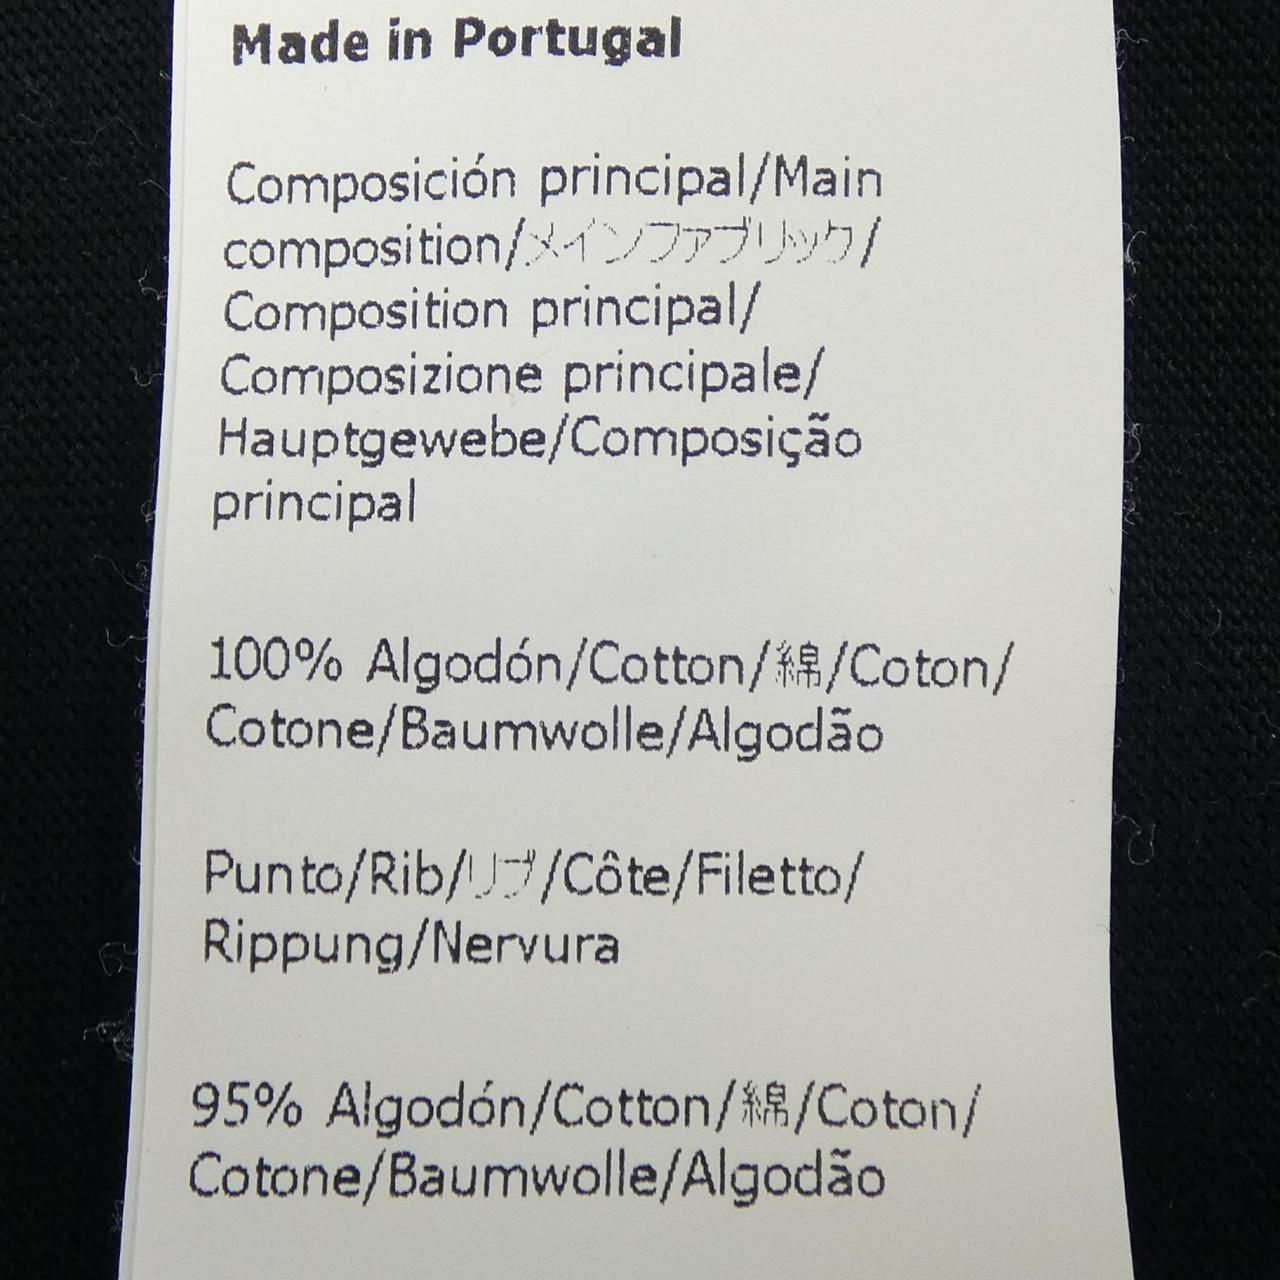 Made in Portugal
Composición principal/Main
composition/メインファブリック/
Composition principal/
Composizione principale/
Hauptgewebe/Composição
principal
100% Algodón/Cotton/綿/Coton/
Cotone/Baumwolle/Algodão
Punto/Rib/リブ/Côte/Filetto/
Rippung/Nervura
95% Algodón/Cotton/綿/Coton/
Cotone/Baumwolle/Algodão